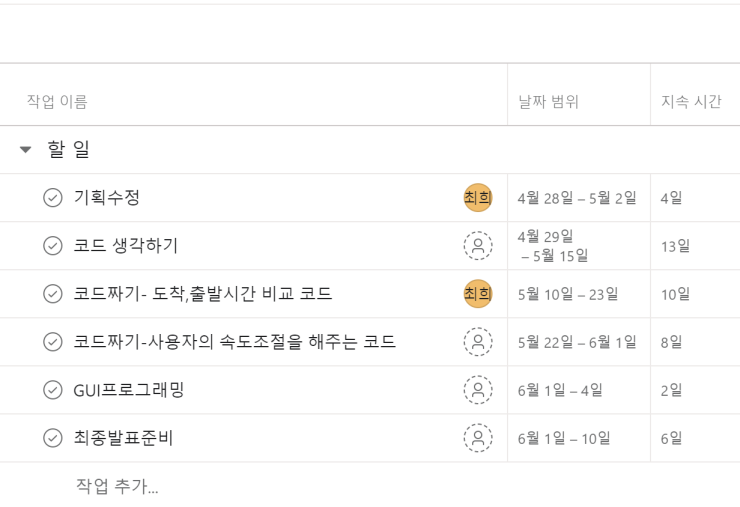 작업 이름 날짜 범위 지속 시간
할 일
기획수정 최희 4월 28일 – 5월 2일 4일
코드 생각하기 4월 29일 – 5월 15일 13일
코드짜기- 도착,출발시간 비교 코드 최희 5월 10일 – 23일 10일
코드짜기-사용자의 속도조절을 해주는 코드 5월 22일 – 6월 1일 8일
GUI프로그래밍 6월 1일 – 4일 2일
최종발표준비 6월 1일 – 10일 6일
작업 추가...